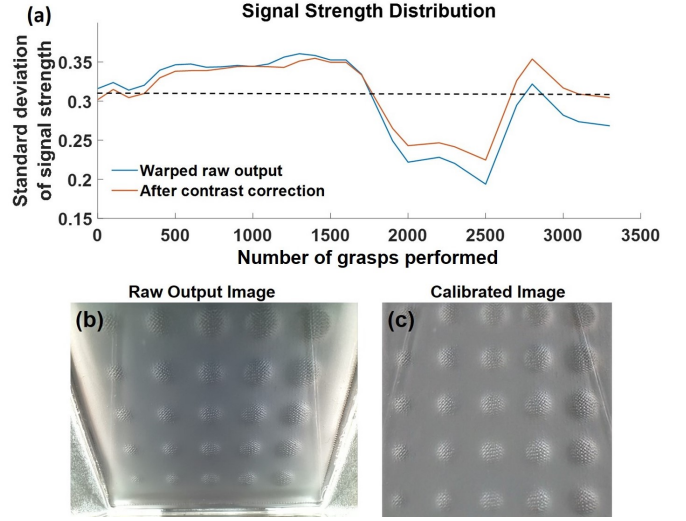 (a)
Signal Strength Distribution
Standard deviation
of signal strength
0.35
0.3
0.25
0.2
0.15
Warped raw output
After contrast correction
0 500 1000 1500 2000 2500 3000 3500
Number of grasps performed
Raw Output Image
Calibrated Image
(b)
(c)